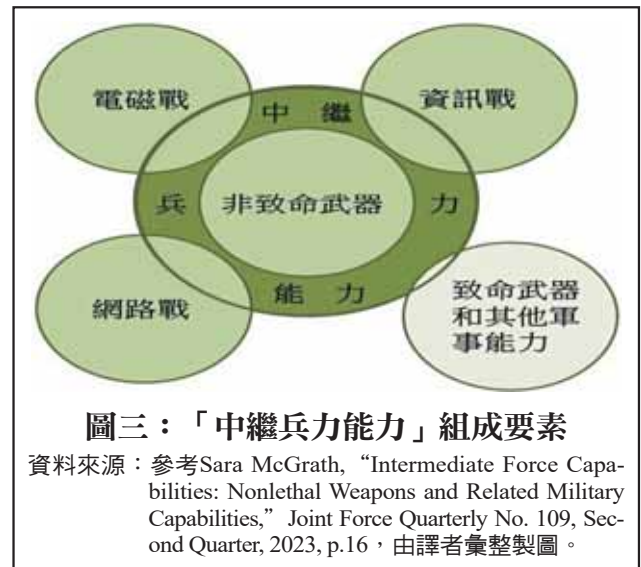 電磁戰
資訊戰
中繼
兵
非致命武器
力
能力
網路戰
致命武器
和其他軍
事能力
圖三：「中繼兵力能力」組成要素
資料來源：參考Sara McGrath, “Intermediate Force Capa-
bilities: Nonlethal Weapons and Related Military
Capabilities,” Joint Force Quarterly No. 109, Sec-
ond Quarter, 2023, p.16，由譯者彙整製圖。